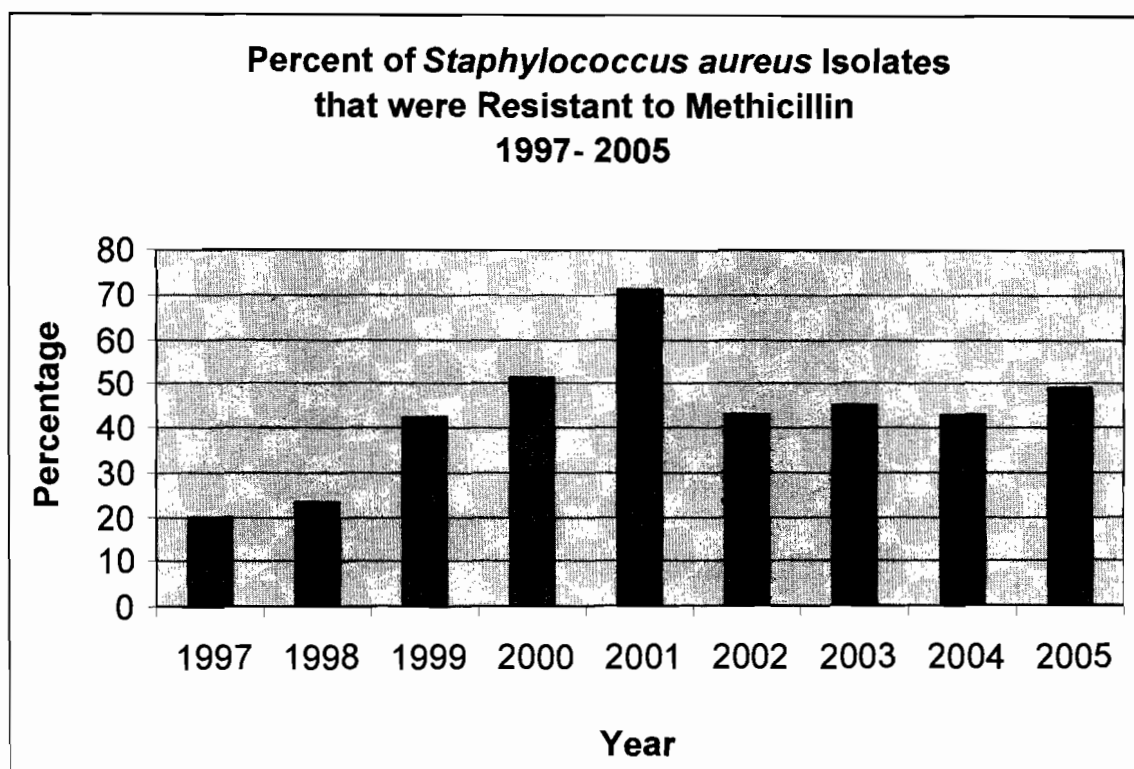 Percent of Staphylococcus aureus Isolates
that were Resistant to Methicillin
1997- 2005
80
70
60
50
40
30
20
10
0
Percentage
1997 1998 1999 2000 2001 2002 2003 2004 2005
Year